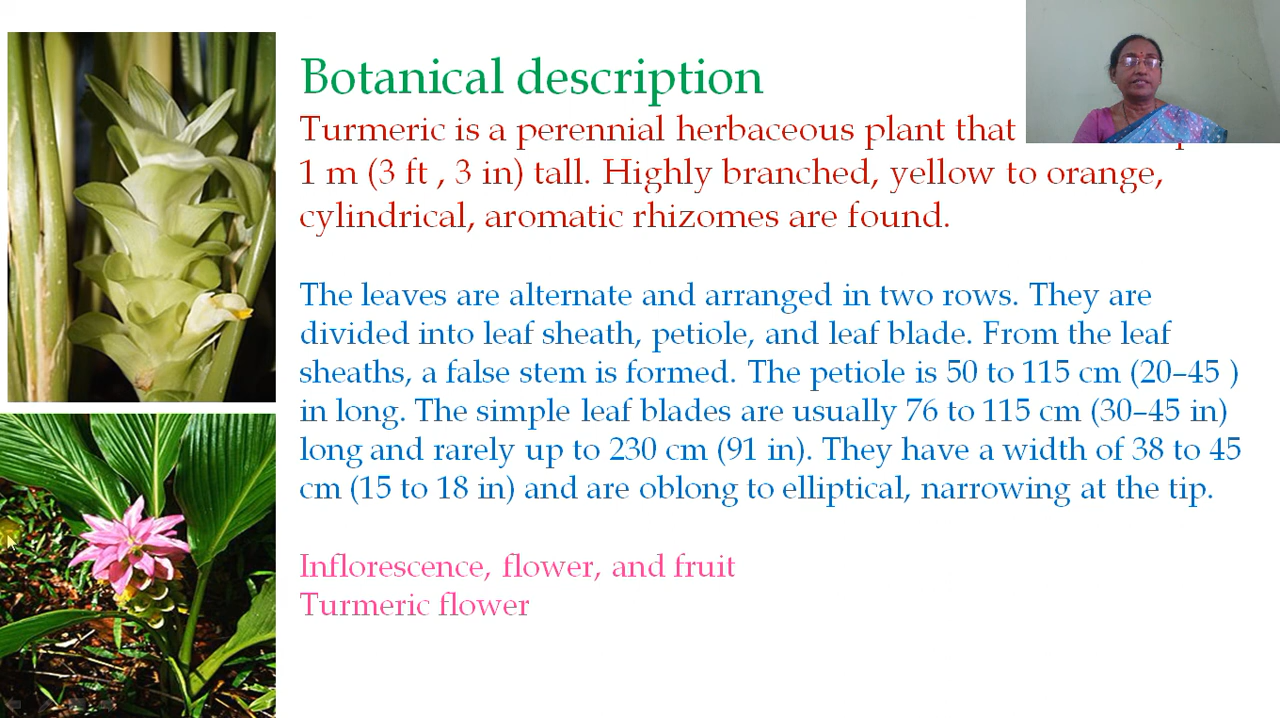 Botanical description
Turmeric is a perennial herbaceous plant that
1 m (3 ft , 3 in) tall. Highly branched, yellow to orange,
cylindrical, aromatic rhizomes are found.
The leaves are alternate and arranged in two rows. They are
divided into leaf sheath, petiole, and leaf blade. From the leaf
sheaths, a false stem is formed. The petiole is 50 to 115 cm (20–45 )
in long. The simple leaf blades are usually 76 to 115 cm (30–45 in)
long and rarely up to 230 cm (91 in). They have a width of 38 to 45
cm (15 to 18 in) and are oblong to elliptical, narrowing at the tip.
Inflorescence, flower, and fruit
Turmeric flower